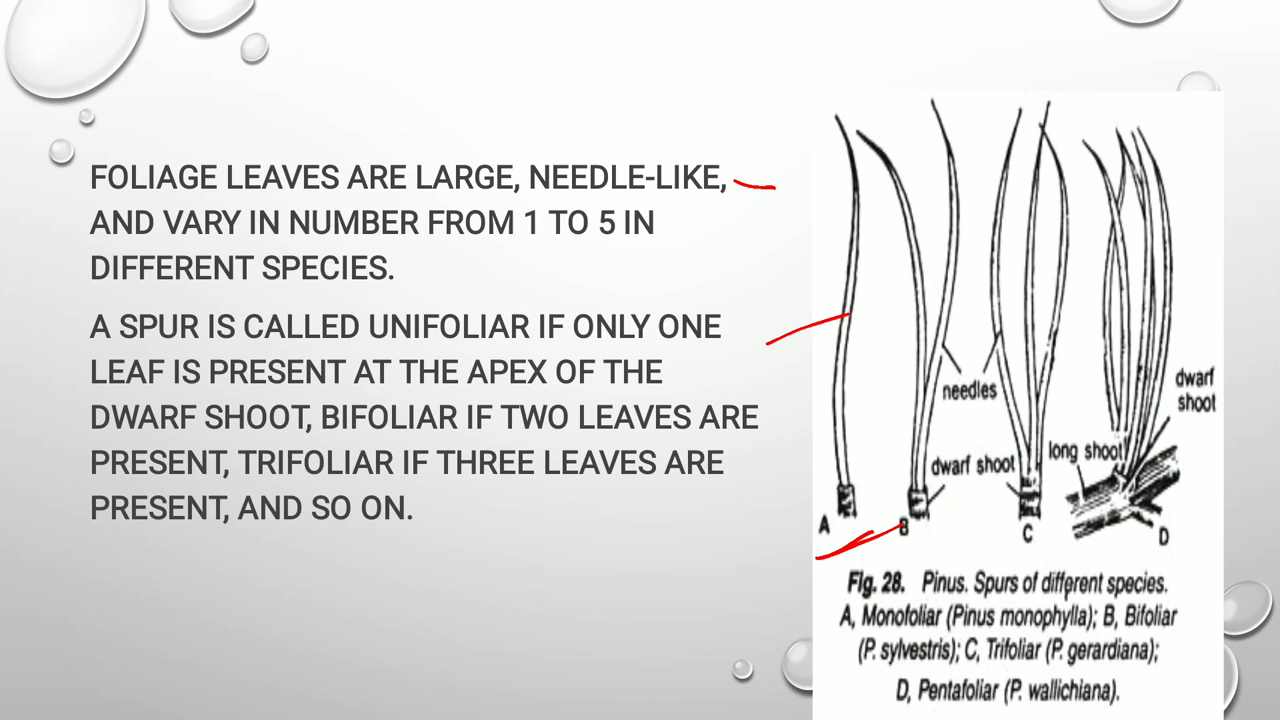 FOLIAGE LEAVES ARE LARGE, NEEDLE-LIKE,
AND VARY IN NUMBER FROM 1 TO 5 IN
DIFFERENT SPECIES.
A SPUR IS CALLED UNIFOLIAR IF ONLY ONE
LEAF IS PRESENT AT THE APEX OF THE
DWARF SHOOT, BIFOLIAR IF TWO LEAVES ARE
PRESENT, TRIFOLIAR IF THREE LEAVES ARE
PRESENT, AND SO ON.
needles
dwarf
shoot
long shoot
dwarf shoot
A
B
C
D
Fig. 28. Pinus. Spurs of different species.
A, Monofoliar (Pinus monophylla); B, Bifoliar
(P. sylvestris); C, Trifoliar (P. gerardiana);
D, Pentafoliar (P. wallichiana).